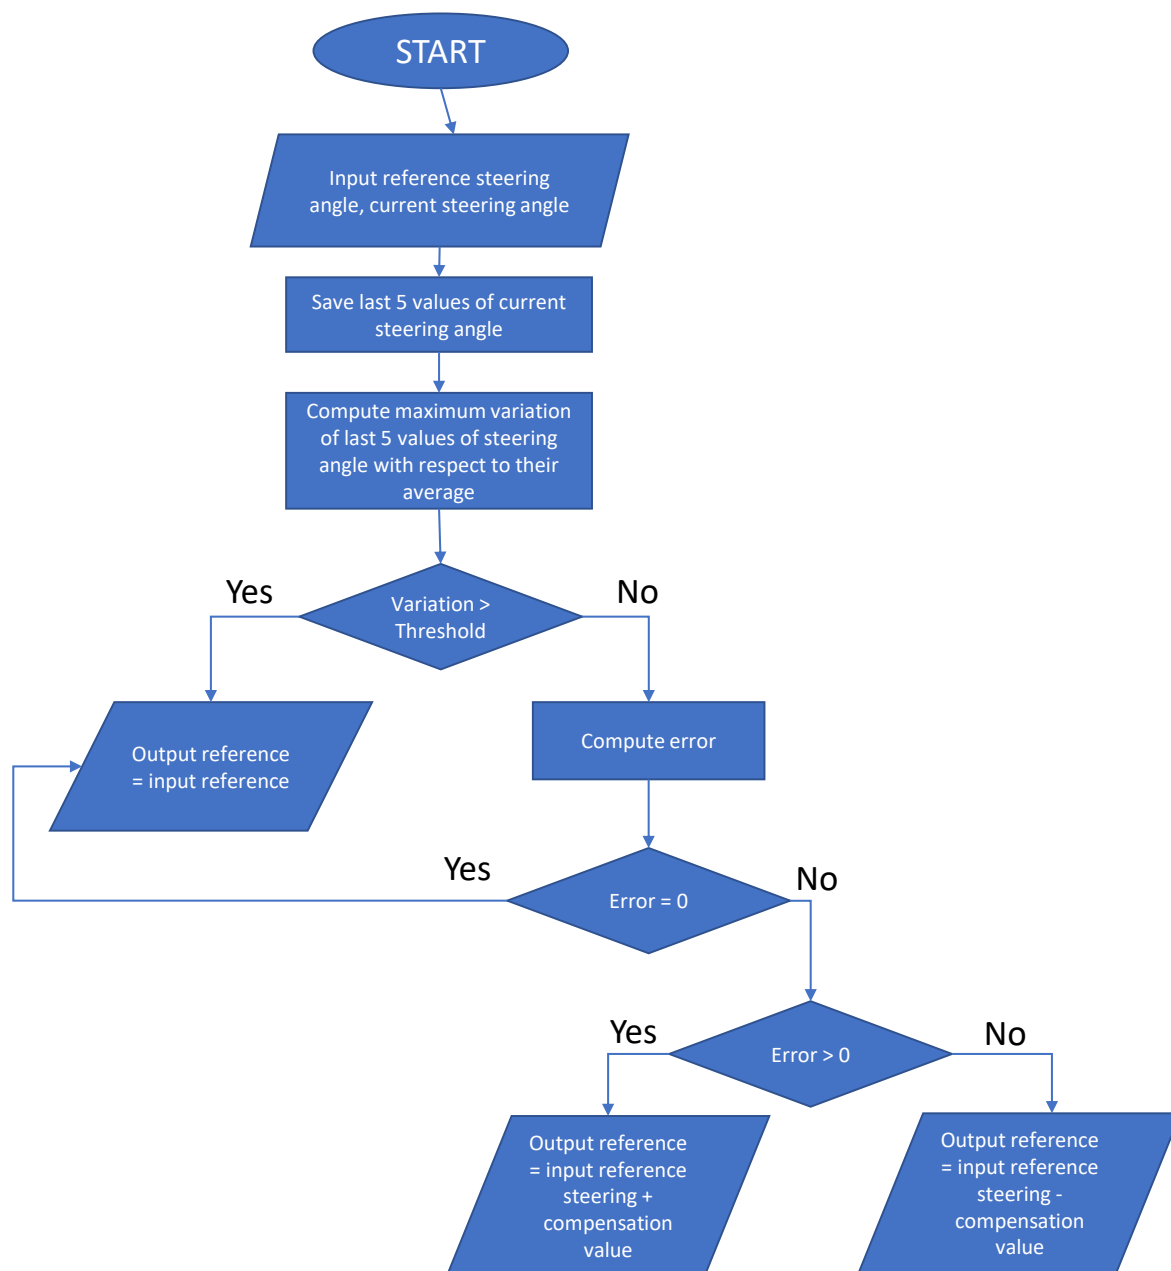 START
Input reference steering
angle, current steering angle
Save last 5 values of current
steering angle
Compute maximum variation
of last 5 values of steering
angle with respect to their
average
Yes
No
Variation >
Threshold
Output reference
= input reference
Compute error
Yes
No
Error = 0
Yes
No
Error > 0
Output reference
= input reference
steering +
compensation
value
Output reference
= input reference
steering -
compensation
value